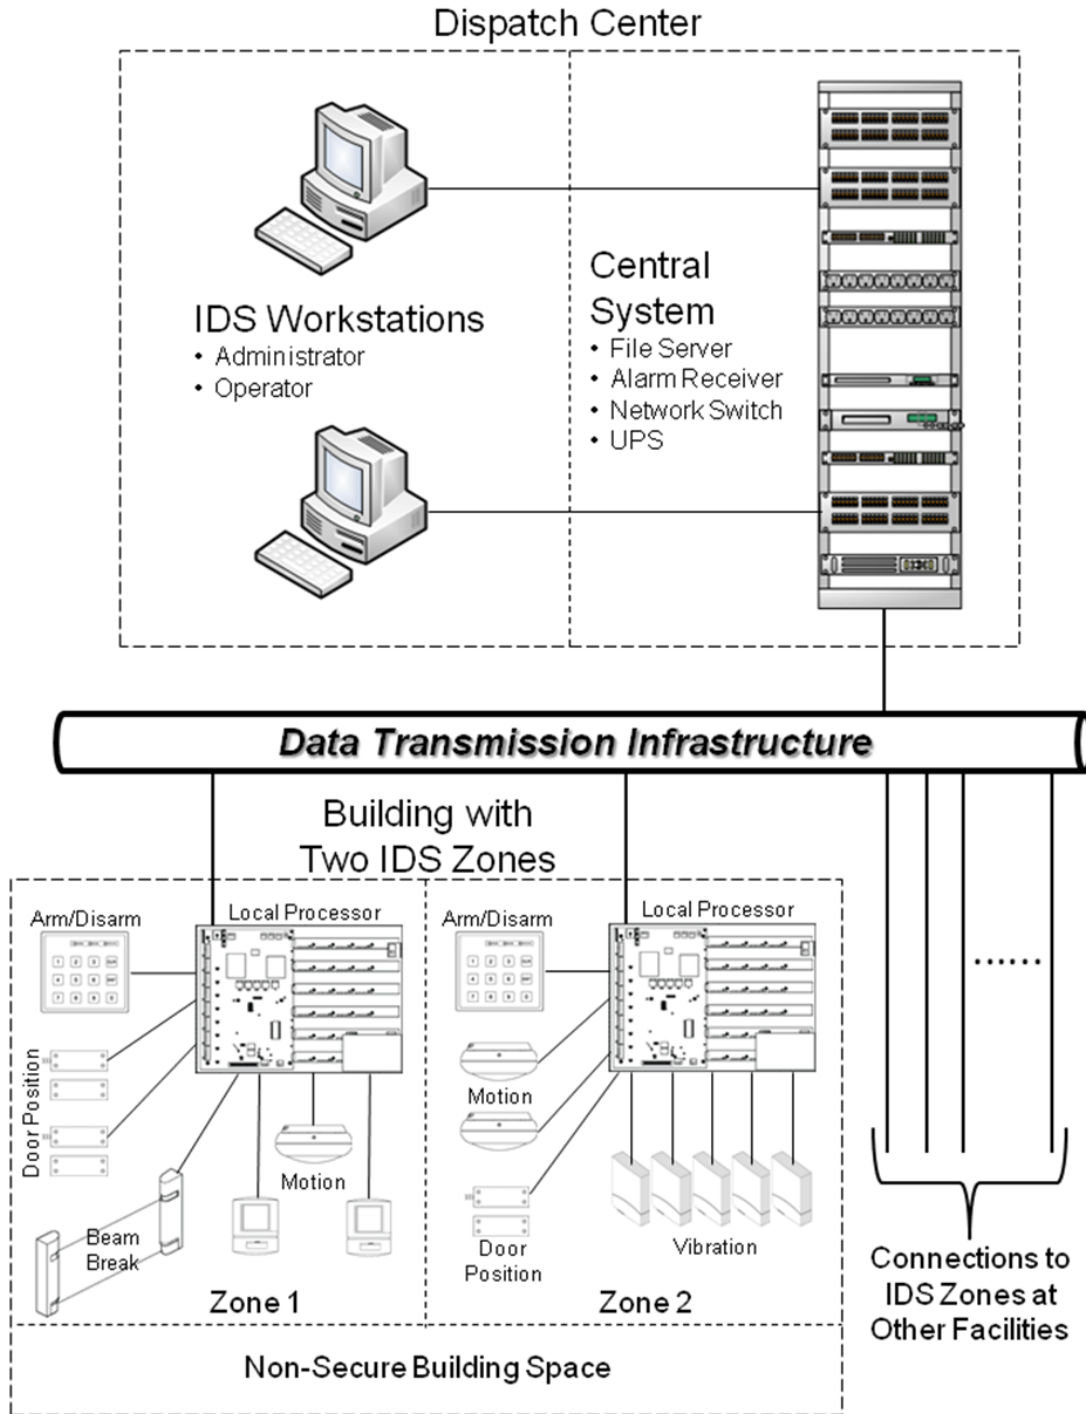 Dispatch Center
IDS Workstations
• Administrator
• Operator
Central
System
• File Server
• Alarm Receiver
• Network Switch
• UPS
Data Transmission Infrastructure
Building with
Two IDS Zones
Arm/Disarm
Local Processor
Door Position
Motion
Beam
Break
Zone 1
Arm/Disarm
Local Processor
Motion
Door
Position
Vibration
Zone 2
Non-Secure Building Space
......
Connections to
IDS Zones at
Other Facilities